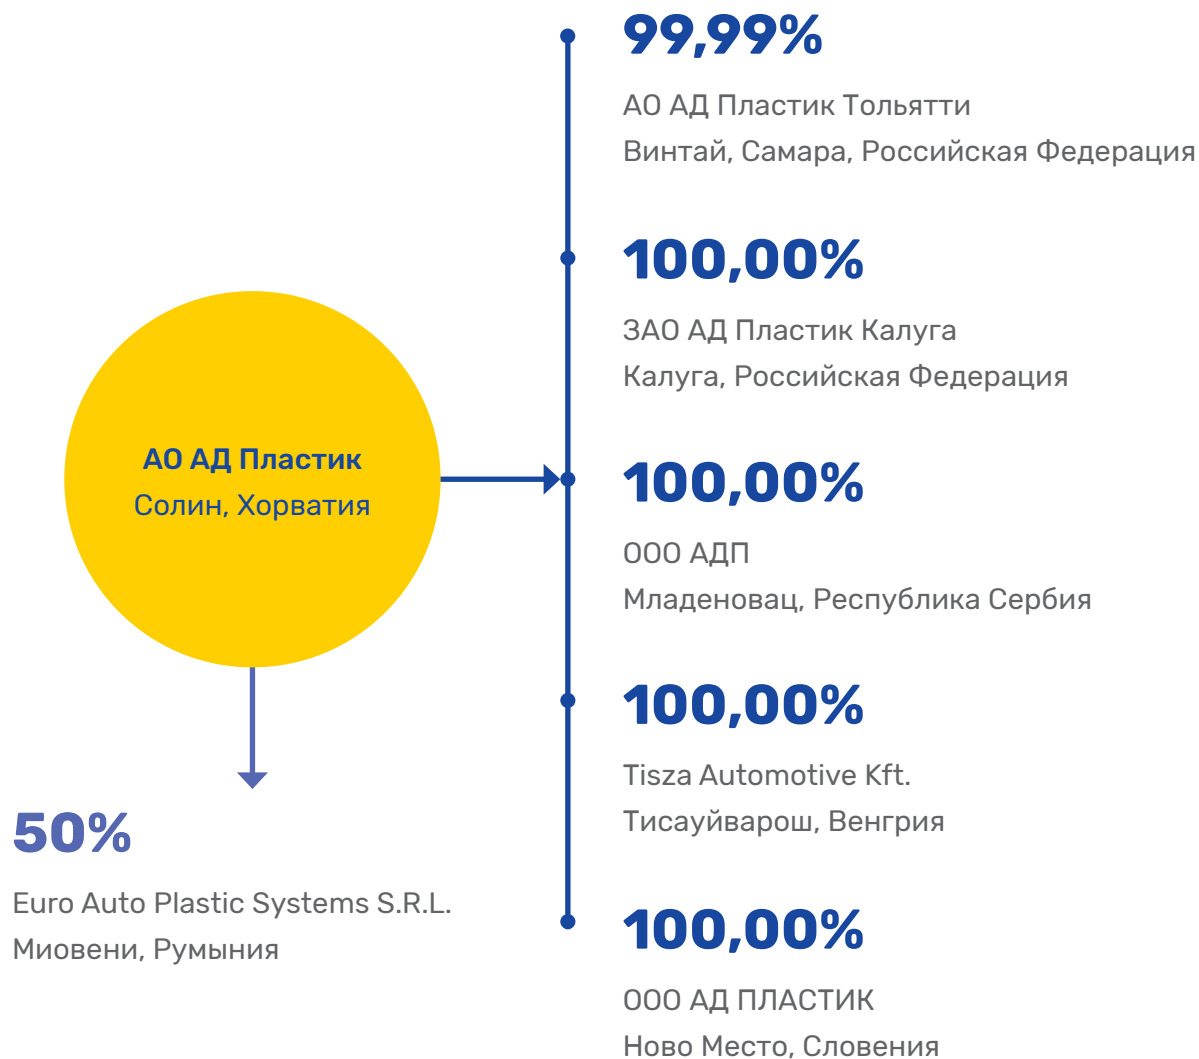 99,99%
АО АД Пластик Тольятти
Винтай, Самара, Российская Федерация
100,00%
ЗАО АД Пластик Калуга
Калуга, Российская Федерация
АО АД Пластик
Солин, Хорватия
100,00%
ООО АДП
Младеновац, Республика Сербия
100,00%
Tisza Automotive Kft.
Тисауйварош, Венгрия
50%
Euro Auto Plastic Systems S.R.L.
Миовени, Румыния
100,00%
ООО АД ПЛАСТИК
Ново Место, Словения